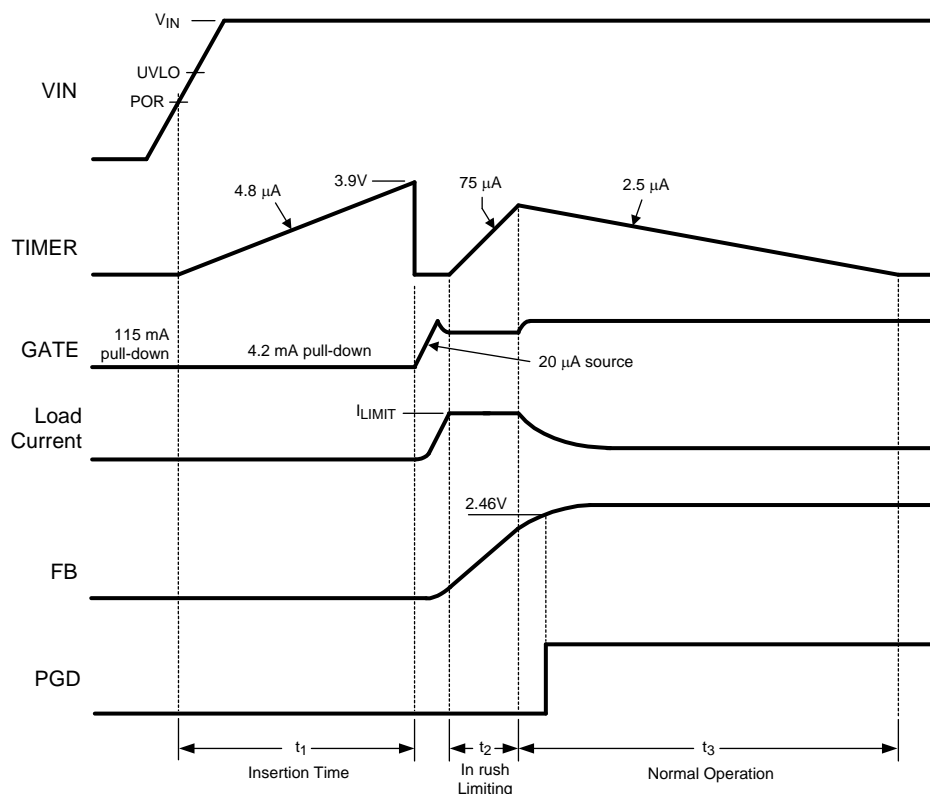 VIN
UVLO
VIN
POR
3.9V
4.8 μA
75 μA
2.5 μA
TIMER
115 mA
pull-down
4.2 mA pull-down
GATE
20 μA source
ILIMIT
Load
Current
2.46V
FB
PGD
t1
t2
t3
Insertion Time
In rush
Limiting
Normal Operation